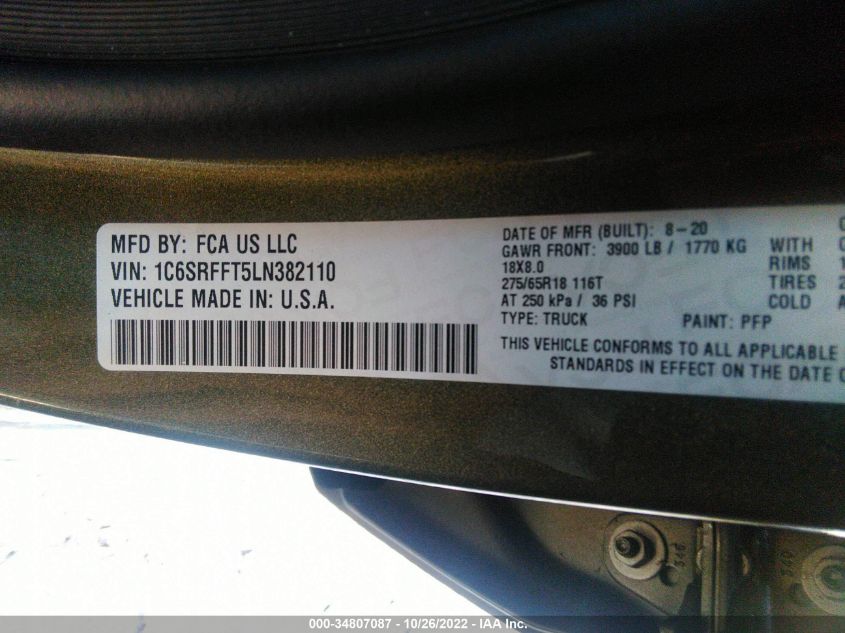 MFD BY: FCA US LLC
VIN: 1C6SRFFT5LN382110
VEHICLE MADE IN: U.S.A.
DATE OF MFR (BUILT): 8-20
GAWR FRONT: 3900 LB / 1770 KG WITH
18X8.0 RIMS
275/65R18 116T TIRES
AT 250 kPa / 36 PSI COLD
TYPE: TRUCK PAINT: PFP
THIS VEHICLE CONFORMS TO ALL APPLICABLE
STANDARDS IN EFFECT ON THE DATE
346
340
000-34807087 - 10/26/2022 - IAA Inc.